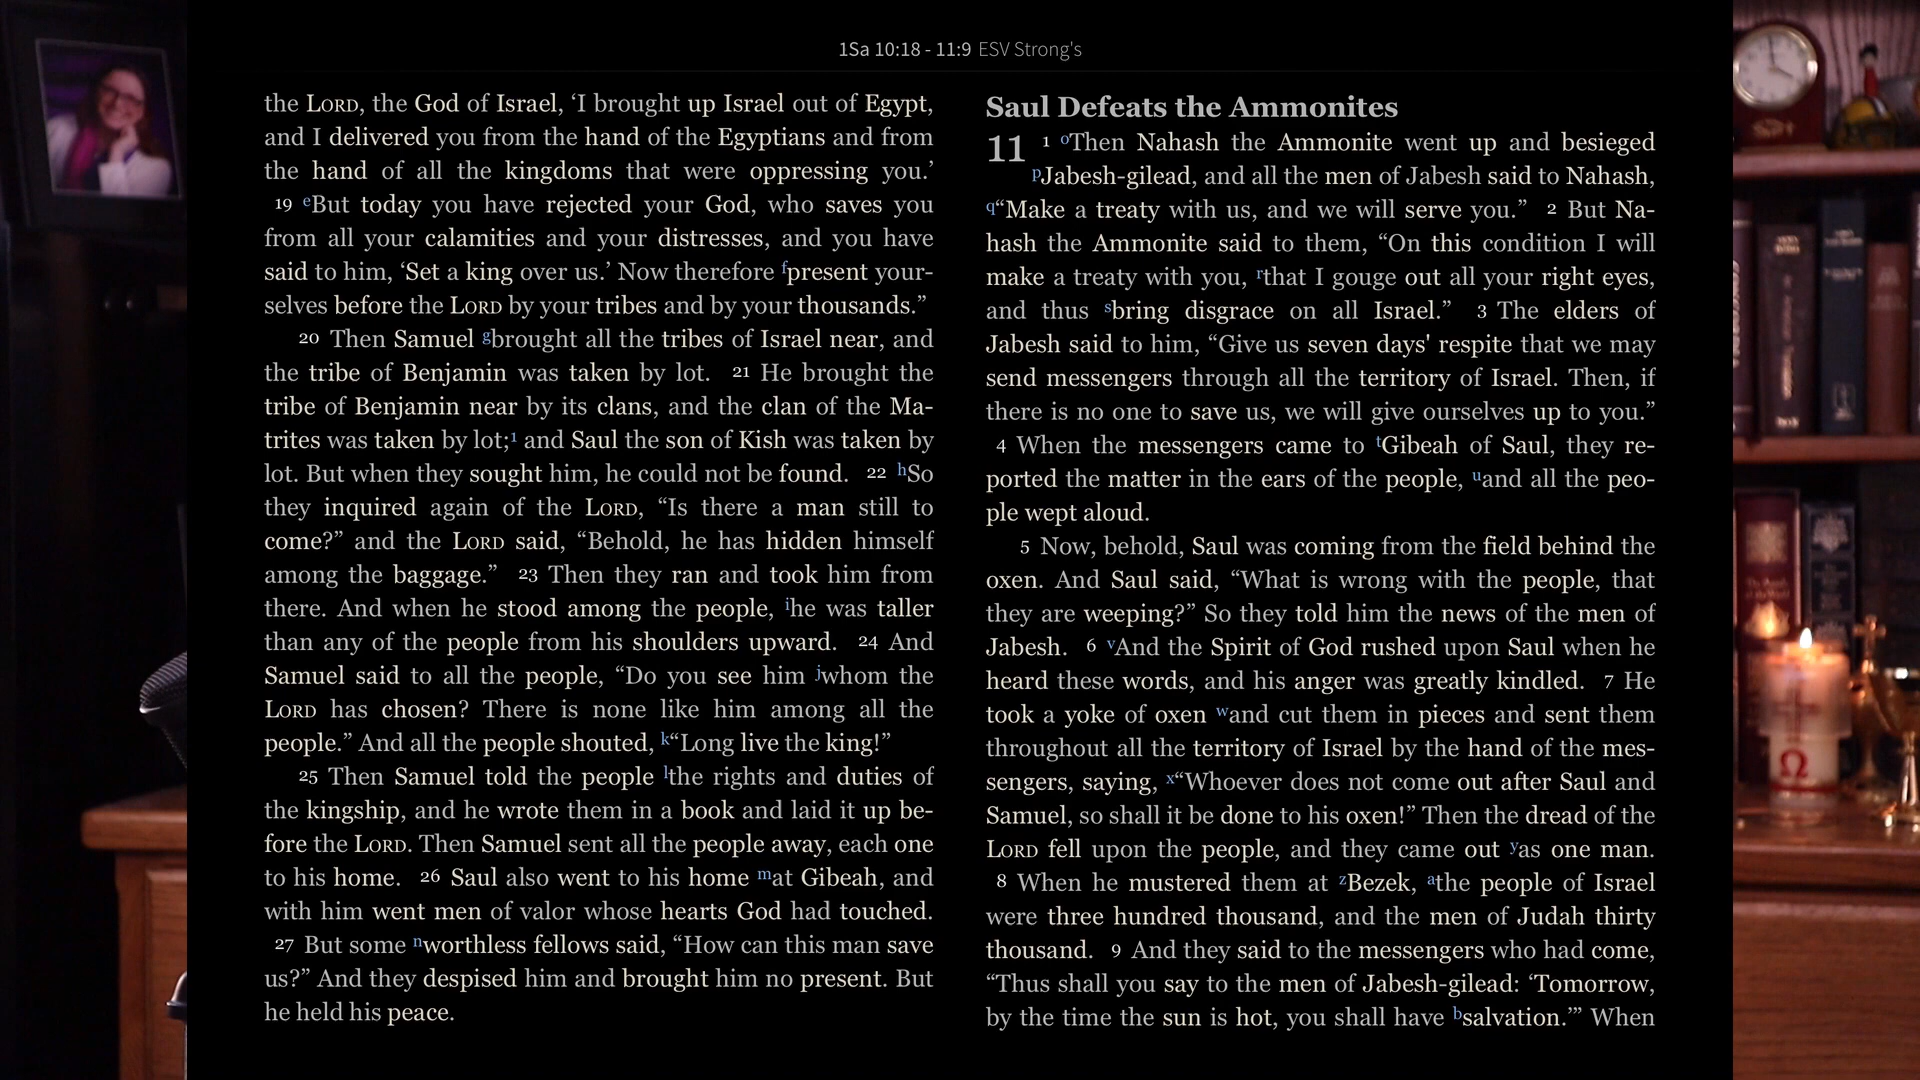 1Sa 10:18 - 11:9 ESV Strong's
the LORD, the God of Israel, ‘I brought up Israel out of Egypt,
and I delivered you from the hand of the Egyptians and from
the hand of all the kingdoms that were oppressing you.’
19 eBut today you have rejected your God, who saves you
from all your calamities and your distresses, and you have
said to him, ‘Set a king over us.’ Now therefore fpresent your-
selves before the LORD by your tribes and by your thousands.”
20 Then Samuel gbrought all the tribes of Israel near, and
the tribe of Benjamin was taken by lot. 21 He brought the
tribe of Benjamin near by its clans, and the clan of the Ma-
trites was taken by lot;1 and Saul the son of Kish was taken by
lot. But when they sought him, he could not be found. 22 hSo
they inquired again of the LORD, “Is there a man still to
come?” and the LORD said, “Behold, he has hidden himself
among the baggage.” 23 Then they ran and took him from
there. And when he stood among the people, ihe was taller
than any of the people from his shoulders upward. 24 And
Samuel said to all the people, “Do you see him jwhom the
LORD has chosen? There is none like him among all the
people.” And all the people shouted, k“Long live the king!”
25 Then Samuel told the people lthe rights and duties of
the kingship, and he wrote them in a book and laid it up be-
fore the LORD. Then Samuel sent all the people away, each one
to his home. 26 Saul also went to his home mat Gibeah, and
with him went men of valor whose hearts God had touched.
27 But some nworthless fellows said, “How can this man save
us?” And they despised him and brought him no present. But
he held his peace.
Saul Defeats the Ammonites
11 1 oThen Nahash the Ammonite went up and besieged
pJabesh-gilead, and all the men of Jabesh said to Nahash,
q“Make a treaty with us, and we will serve you.” 2 But Na-
hash the Ammonite said to them, “On this condition I will
make a treaty with you, rthat I gouge out all your right eyes,
and thus sbring disgrace on all Israel.” 3 The elders of
Jabesh said to him, “Give us seven days' respite that we may
send messengers through all the territory of Israel. Then, if
there is no one to save us, we will give ourselves up to you.”
4 When the messengers came to tGibeah of Saul, they re-
ported the matter in the ears of the people, uand all the peo-
ple wept aloud.
5 Now, behold, Saul was coming from the field behind the
oxen. And Saul said, “What is wrong with the people, that
they are weeping?” So they told him the news of the men of
Jabesh. 6 vAnd the Spirit of God rushed upon Saul when he
heard these words, and his anger was greatly kindled. 7 He
took a yoke of oxen wand cut them in pieces and sent them
throughout all the territory of Israel by the hand of the mes-
sengers, saying, x“Whoever does not come out after Saul and
Samuel, so shall it be done to his oxen!” Then the dread of the
LORD fell upon the people, and they came out yas one man.
8 When he mustered them at zBezek, athe people of Israel
were three hundred thousand, and the men of Judah thirty
thousand. 9 And they said to the messengers who had come,
“Thus shall you say to the men of Jabesh-gilead: ‘Tomorrow,
by the time the sun is hot, you shall have bsalvation.’” When
Ω